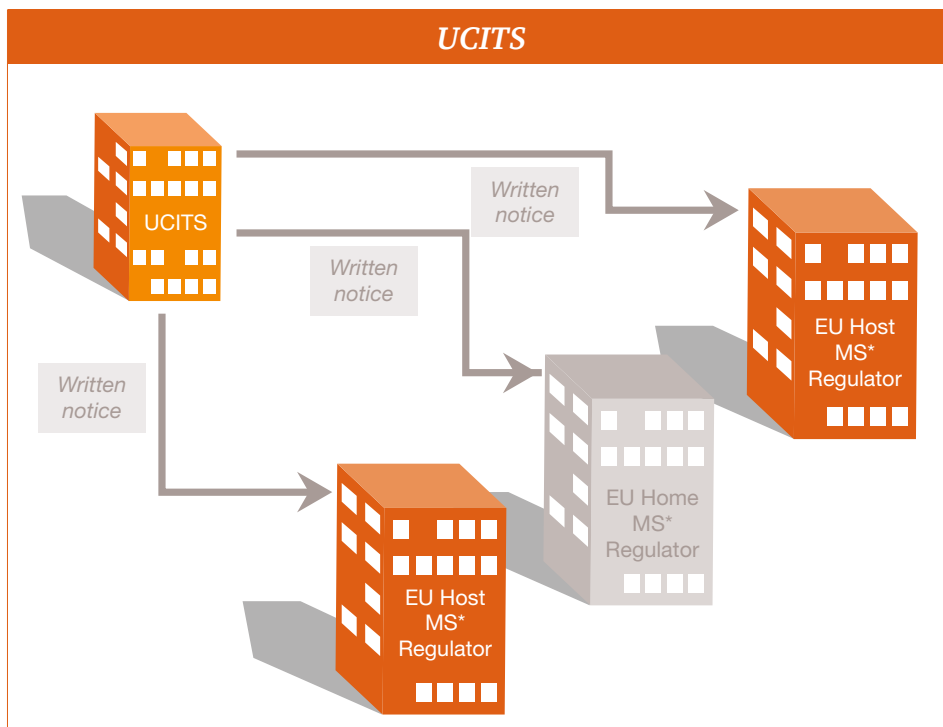 UCITS
UCITS
Written
notice
Written
notice
Written
notice
EU Host
MS*
Regulator
EU Home
MS*
Regulator
EU Host
MS*
Regulator